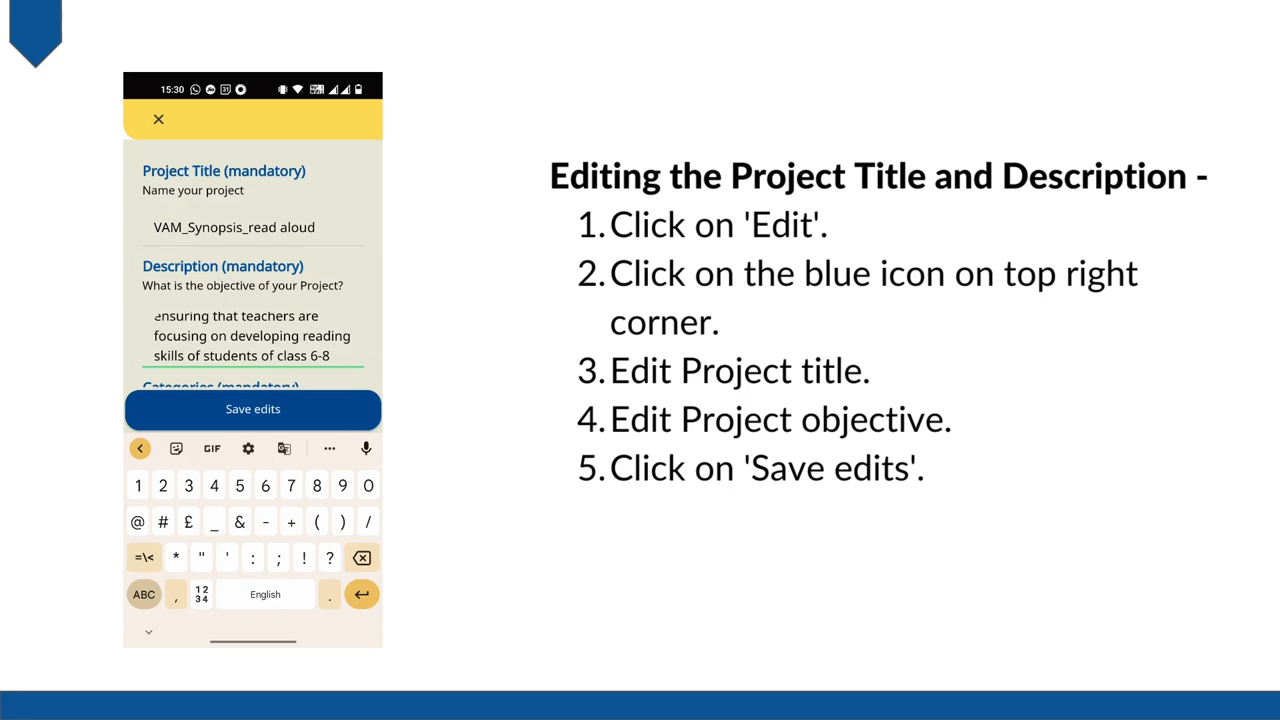 15:30
Project Title (mandatory)
Name your project
VAM_Synopsis_read aloud
Description (mandatory)
What is the objective of your Project?
ensuring that teachers are
focusing on developing reading
skills of students of class 6-8
Categories (mandatory)
Save edits
GIF
1 2 3 4 5 6 7 8 9 0
@ # £ _ & - + ( ) /
=\< * " ' : ; ! ?
ABC , 12 34 English .
Editing the Project Title and Description -
1. Click on 'Edit'.
2. Click on the blue icon on top right
corner.
3. Edit Project title.
4. Edit Project objective.
5. Click on 'Save edits'.